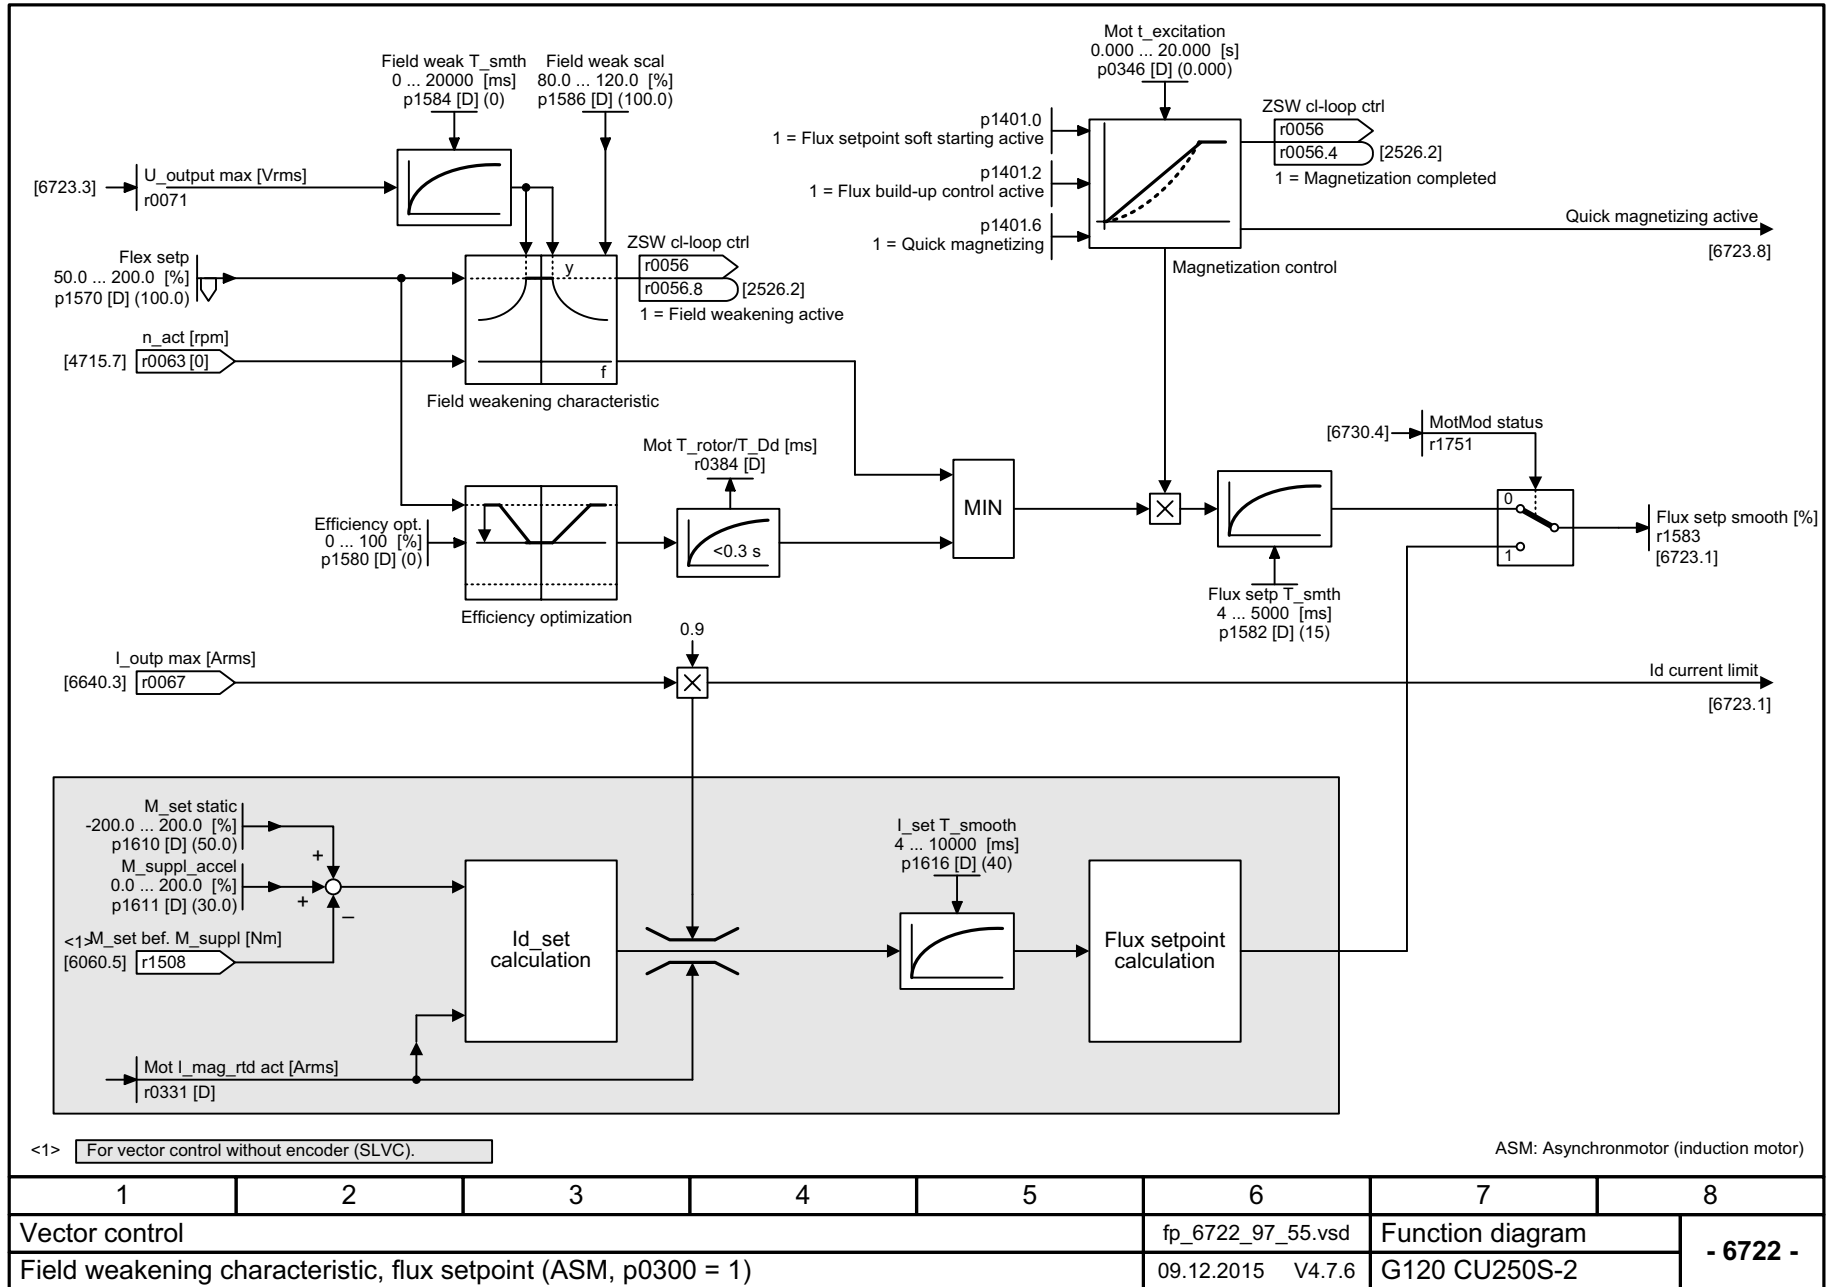 Mot t_excitation
0.000 ... 20.000 [s]
p0346 [D] (0.000)
Field weak T_smth
0 ... 20000 [ms]
p1584 [D] (0)
Field weak scal
80.0 ... 120.0 [%]
p1586 [D] (100.0)
p1401.0
1 = Flux setpoint soft starting active
p1401.2
1 = Flux build-up control active
p1401.6
1 = Quick magnetizing
ZSW cl-loop ctrl
r0056
r0056.4
[2526.2]
1 = Magnetization completed
Quick magnetizing active
[6723.8]
Magnetization control
[6723.3]
U_output max [Vrms]
r0071
Flex setp
50.0 ... 200.0 [%]
p1570 [D] (100.0)
ZSW cl-loop ctrl
r0056
r0056.8
[2526.2]
1 = Field weakening active
y
f
n_act [rpm]
[4715.7]
r0063 [0]
Field weakening characteristic
Mot T_rotor/T_Dd [ms]
r0384 [D]
<0.3 s
Efficiency opt.
0 ... 100 [%]
p1580 [D] (0)
Efficiency optimization
MIN
[6730.4]
MotMod status
r1751
0
1
Flux setp smooth [%]
r1583
[6723.1]
Flux setp T_smth
4 ... 5000 [ms]
p1582 [D] (15)
0.9
I_outp max [Arms]
[6640.3]
r0067
Id current limit
[6723.1]
M_set static
-200.0 ... 200.0 [%]
p1610 [D] (50.0)
M_suppl_accel
0.0 ... 200.0 [%]
p1611 [D] (30.0)
+
+
–
<1>
M_set bef. M_suppl [Nm]
[6060.5]
r1508
Id_set
calculation
I_set T_smooth
4 ... 10000 [ms]
p1616 [D] (40)
Flux setpoint
calculation
Mot I_mag_rtd act [Arms]
r0331 [D]
<1> For vector control without encoder (SLVC).
ASM: Asynchronmotor (induction motor)
1 2 3 4 5 6 7 8
Vector control
fp_6722_97_55.vsd
Function diagram
- 6722 -
Field weakening characteristic, flux setpoint (ASM, p0300 = 1)
09.12.2015 V4.7.6
G120 CU250S-2